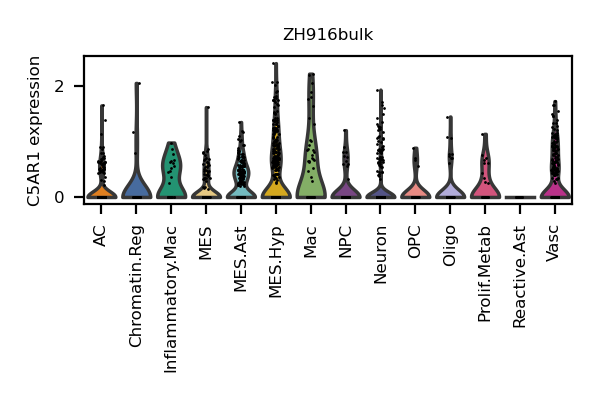 ZH916bulk
C5AR1 expression
2
0
AC
Chromatin.Reg
Inflammatory.Mac
MES
MES.Ast
MES.Hyp
Mac
NPC
Neuron
OPC
Oligo
Prolif.Metab
Reactive.Ast
Vasc